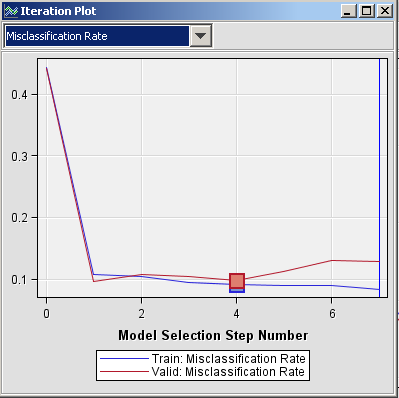 Iteration Plot
Misclassification Rate
0.4
0.3
0.2
0.1
0 2 4 6
Model Selection Step Number
Train: Misclassification Rate
Valid: Misclassification Rate